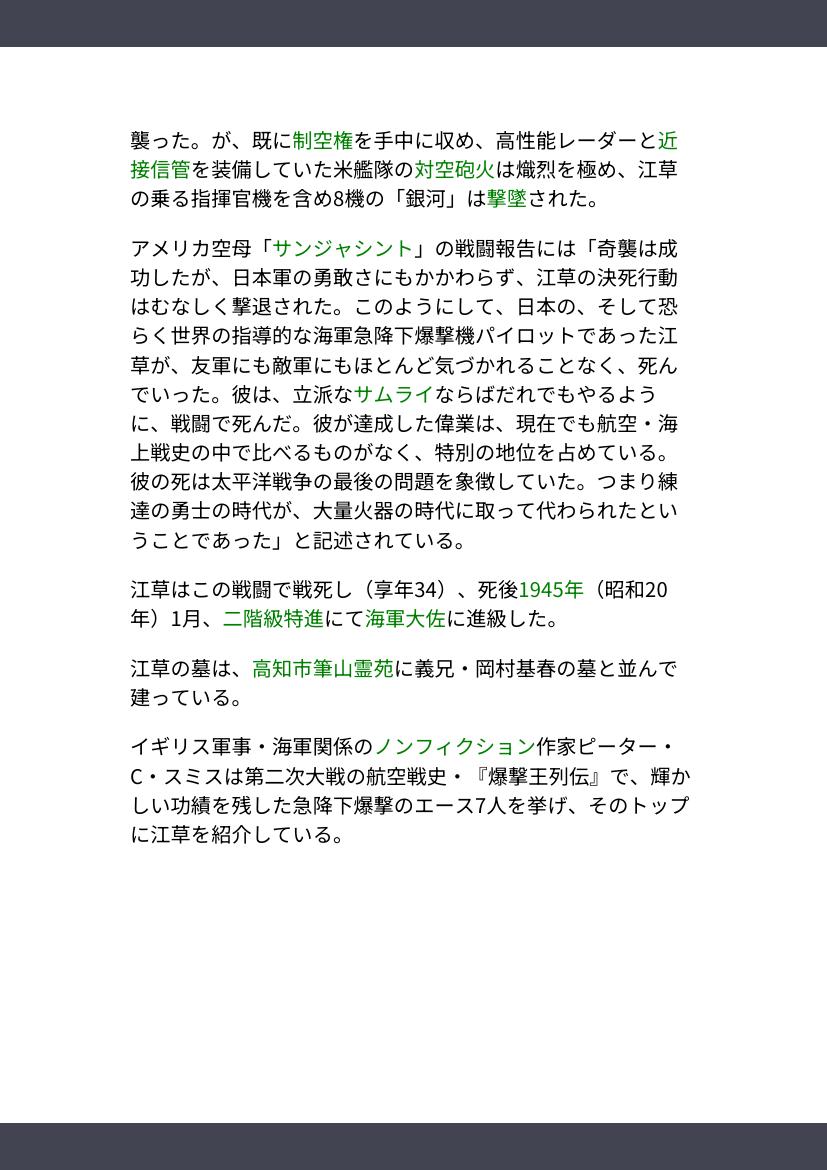 襲った。が、既に制空権を手中に収め、高性能レーダーと近
接信管を装備していた米艦隊の対空砲火は熾烈を極め、江草
の乗る指揮官機を含め8機の「銀河」は撃墜された。
アメリカ空母「サンジャシント」の戦闘報告には「奇襲は成
功したが、日本軍の勇敢さにもかかわらず、江草の決死行動
はむなしく撃退された。このようにして、日本の、そして恐
らく世界の指導的な海軍急降下爆撃機パイロットであった江
草が、友軍にも敵軍にもほとんど気づかれることなく、死ん
でいった。彼は、立派なサムライならばだれでもやるよう
に、戦闘で死んだ。彼が達成した偉業は、現在でも航空・海
上戦史の中で比べるものがなく、特別の地位を占めている。
彼の死は太平洋戦争の最後の問題を象徴していた。つまり練
達の勇士の時代が、大量火器の時代に取って代わられたとい
うことであった」と記述されている。
江草はこの戦闘で戦死し（享年34）、死後1945年（昭和20
年）1月、二階級特進にて海軍大佐に進級した。
江草の墓は、高知市筆山霊苑に義兄・岡村基春の墓と並んで
建っている。
イギリス軍事・海軍関係のノンフィクション作家ピーター・
C・スミスは第二次大戦の航空戦史・『爆撃王列伝』で、輝か
しい功績を残した急降下爆撃のエース7人を挙げ、そのトップ
に江草を紹介している。